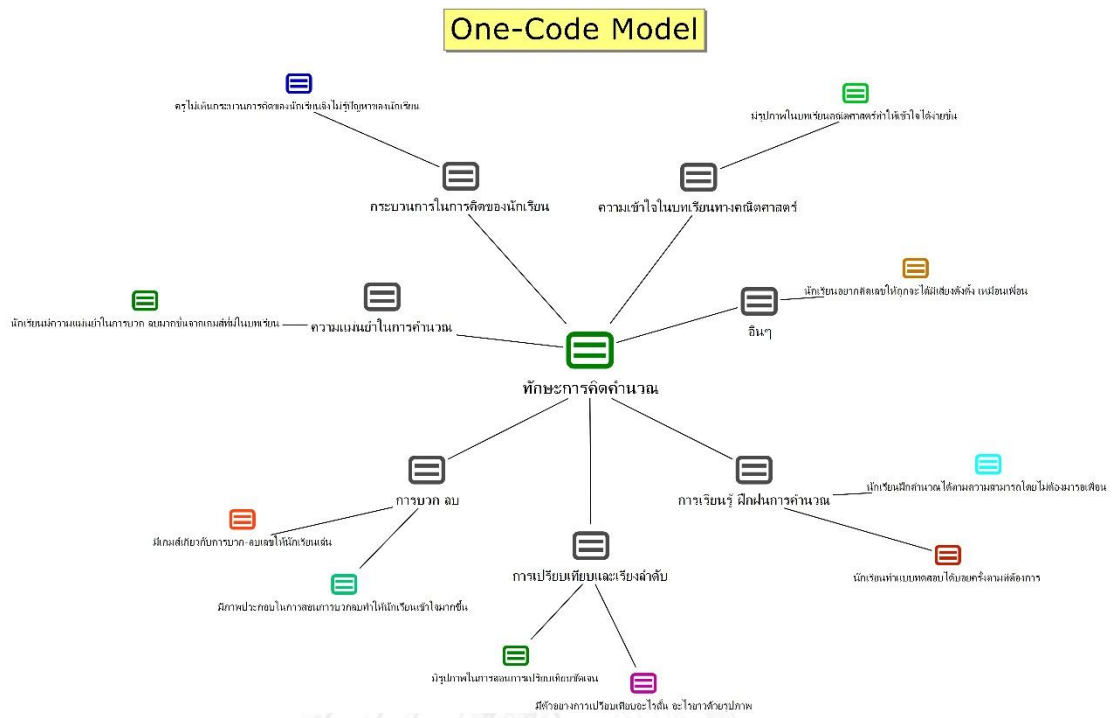 One-Code Model
ครูไม่เห็นกระบวนการคิดของนักเรียนจึงไม่รู้ปัญหาของนักเรียน
มีรูปภาพในบทเรียนคณิตศาสตร์ทำให้เข้าใจได้ง่ายขึ้น
กระบวนการในการคิดของนักเรียน
ความเข้าใจในบทเรียนทางคณิตศาสตร์
นักเรียนอยากคิดเลขให้ถูกจะได้มีเสียงดังติ๊ง เหมือนเพื่อน
นักเรียนมีความแม่นยำในการบวก ลบมากขึ้นจากเกมส์ที่มีในบทเรียน
ความแม่นยำในการคำนวณ
อื่นๆ
ทักษะการคิดคำนวณ
การบวก ลบ
การเรียนรู้ ฝึกฝนการคำนวณ
นักเรียนฝึกคำนวณได้ตามความสามารถโดยไม่ต้องมารอเพื่อน
มีเกมส์เกี่ยวกับการบวก-ลบเลขให้นักเรียนเล่น
การเปรียบเทียบและเรียงลำดับ
นักเรียนทำแบบทดสอบได้บ่อยครั้งตามที่ต้องการ
มีภาพประกอบในการสอนการบวกลบทำให้นักเรียนเข้าใจมากขึ้น
มีรูปภาพในการสอนการเปรียบเทียบชัดเจน
มีตัวอย่างการเปรียบเทียบอะไรสั้น อะไรยาวด้วยรูปภาพ